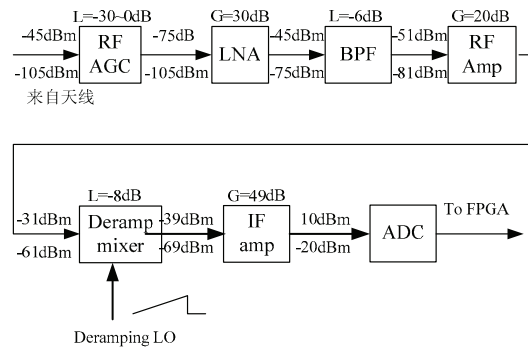 L=-30~0dB
G=30dB
L=-6dB
G=20dB
-45dBm
RF
AGC
-75dB
LNA
-45dBm
BPF
-51dBm
RF
Amp
-105dBm
-105dBm
-75dBm
-81dBm
来自天线
L=-8dB
G=49dB
-31dBm
Deramp
mixer
-39dBm
IF
amp
10dBm
ADC
To FPGA
-61dBm
-69dBm
-20dBm
Deramping LO